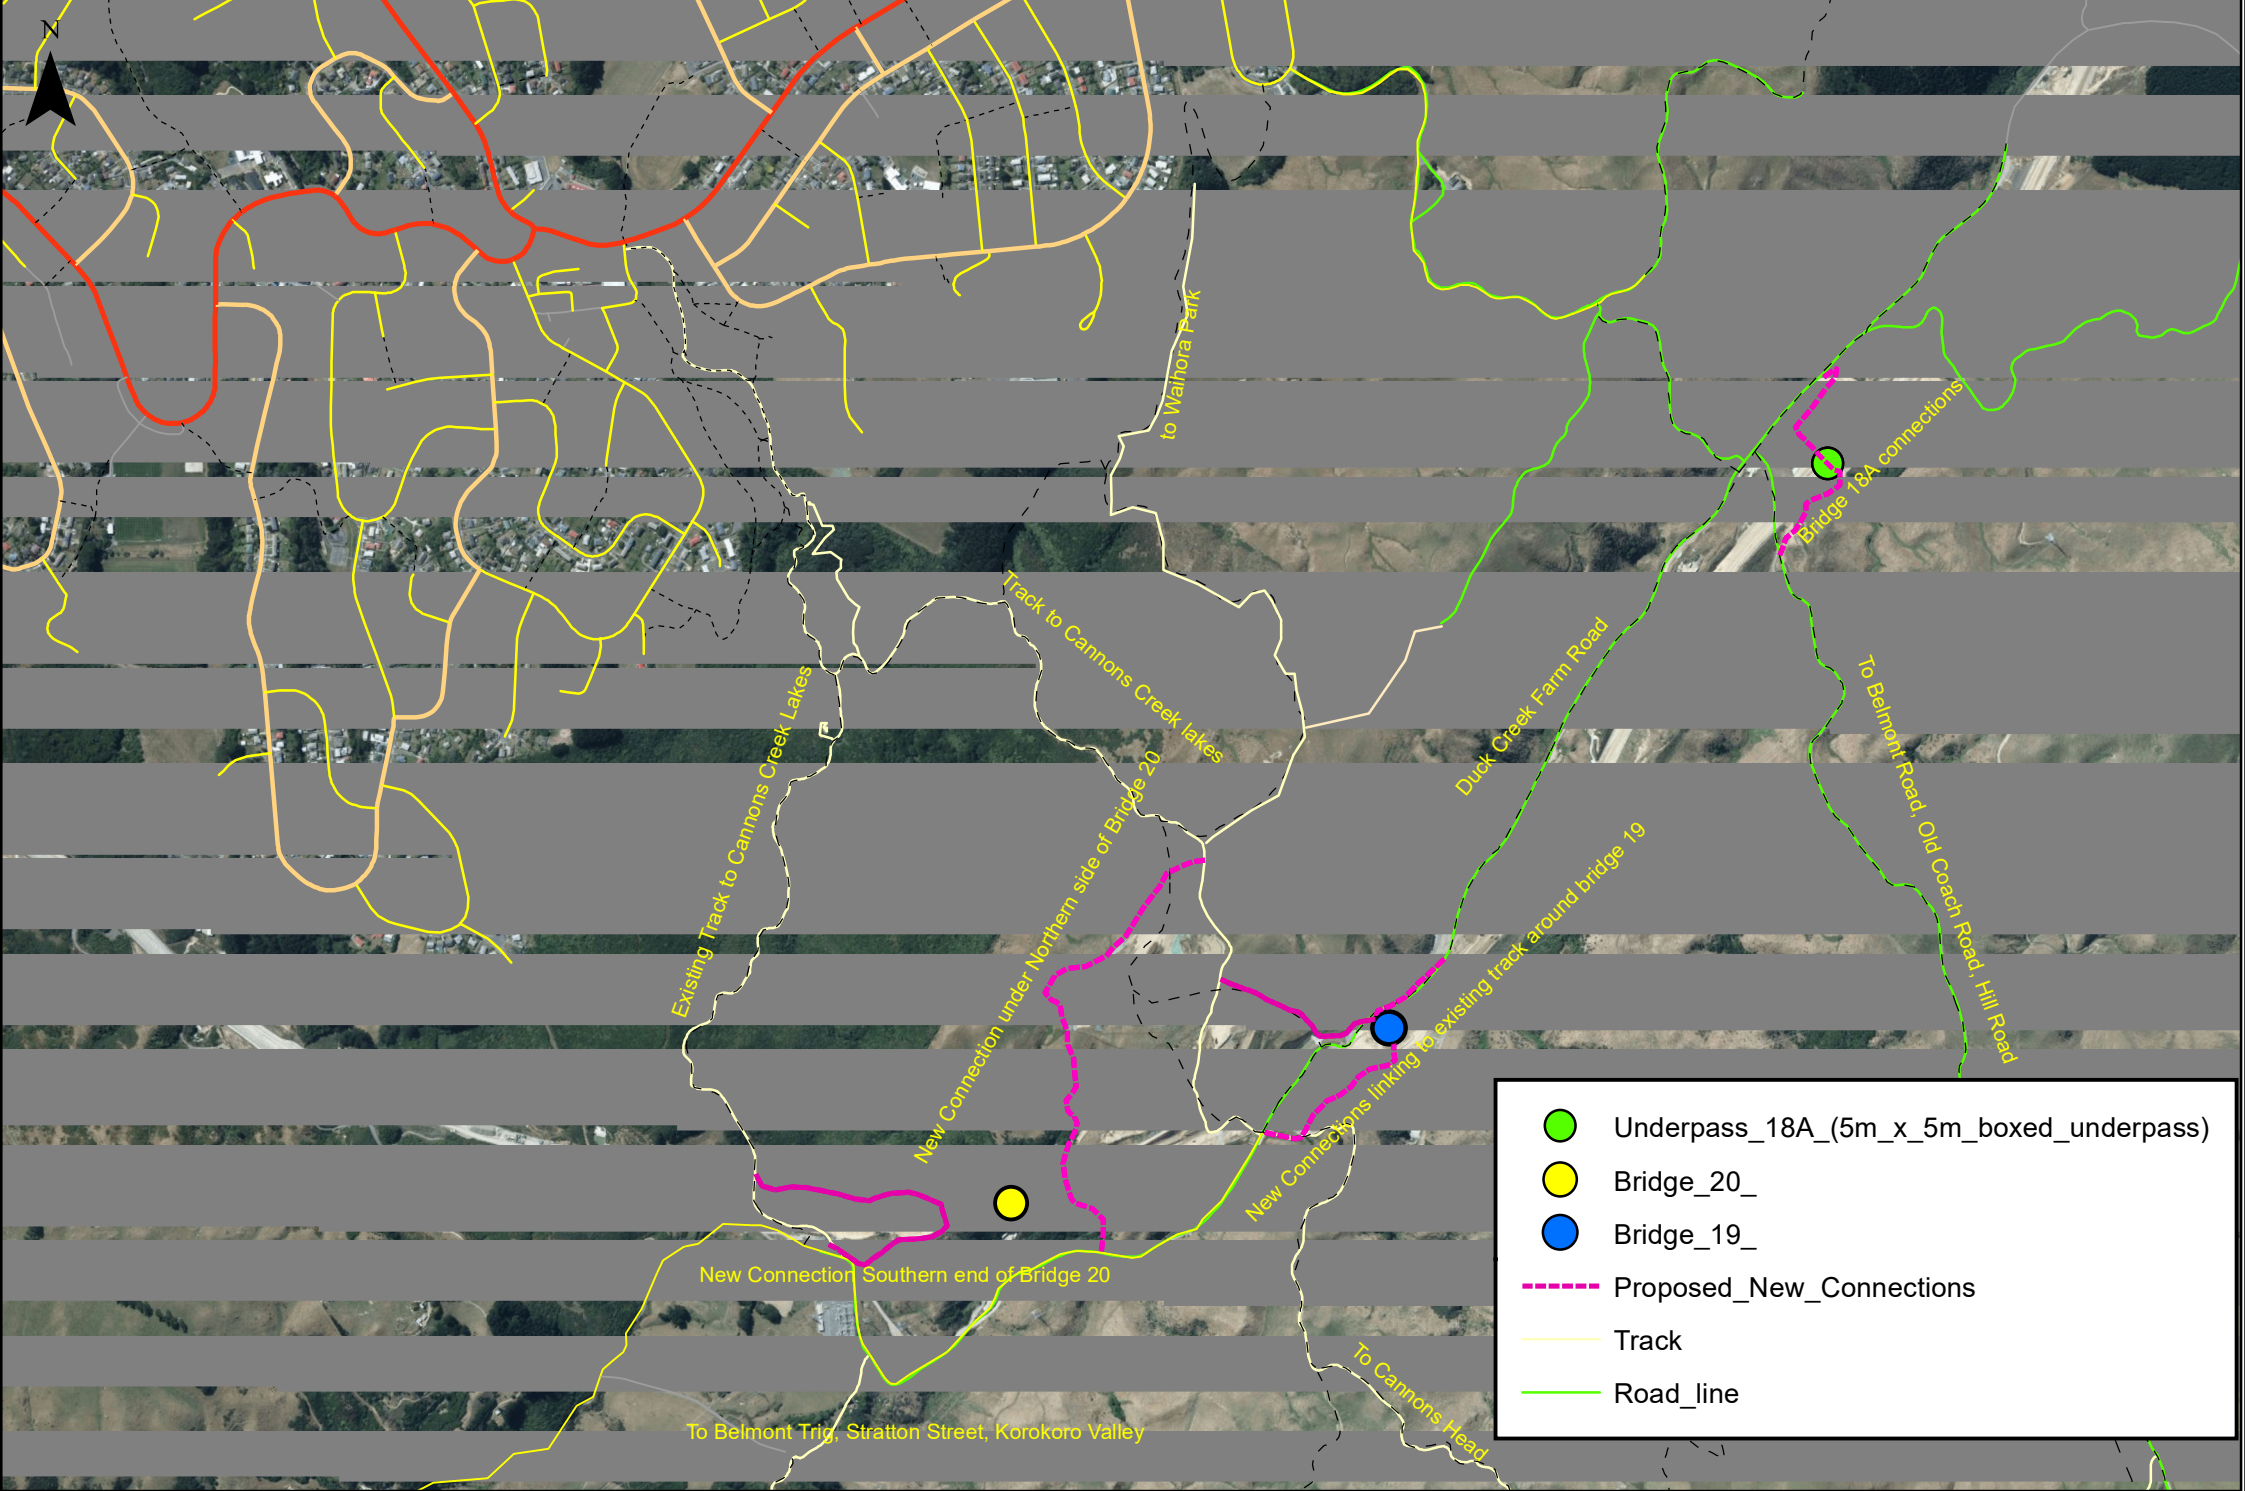 N
to Waihora Park
Bridge 18A connections
Track to Cannons Creek lakes
Duck Creek Farm Road
To Belmont Road, Old Coach Road, Hill Road
Existing Track to Cannons Creek Lakes
New Connection under Northern side of Bridge 20
New Connections linking to existing track around bridge 19
New Connection Southern end of Bridge 20
To Cannons Head
To Belmont Trig, Stratton Street, Korokoro Valley
Underpass_18A_(5m_x_5m_boxed_underpass)
Bridge_20_
Bridge_19_
Proposed_New_Connections
Track
Road_line